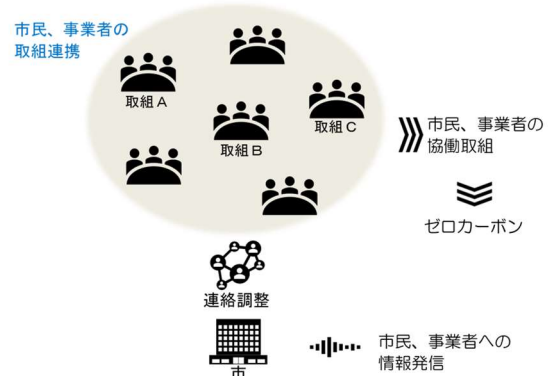 市民、事業者の
取組連携
取組A
取組B
取組C
市民、事業者の
協働取組
ゼロカーボン
連絡調整
市
市民、事業者への
情報発信